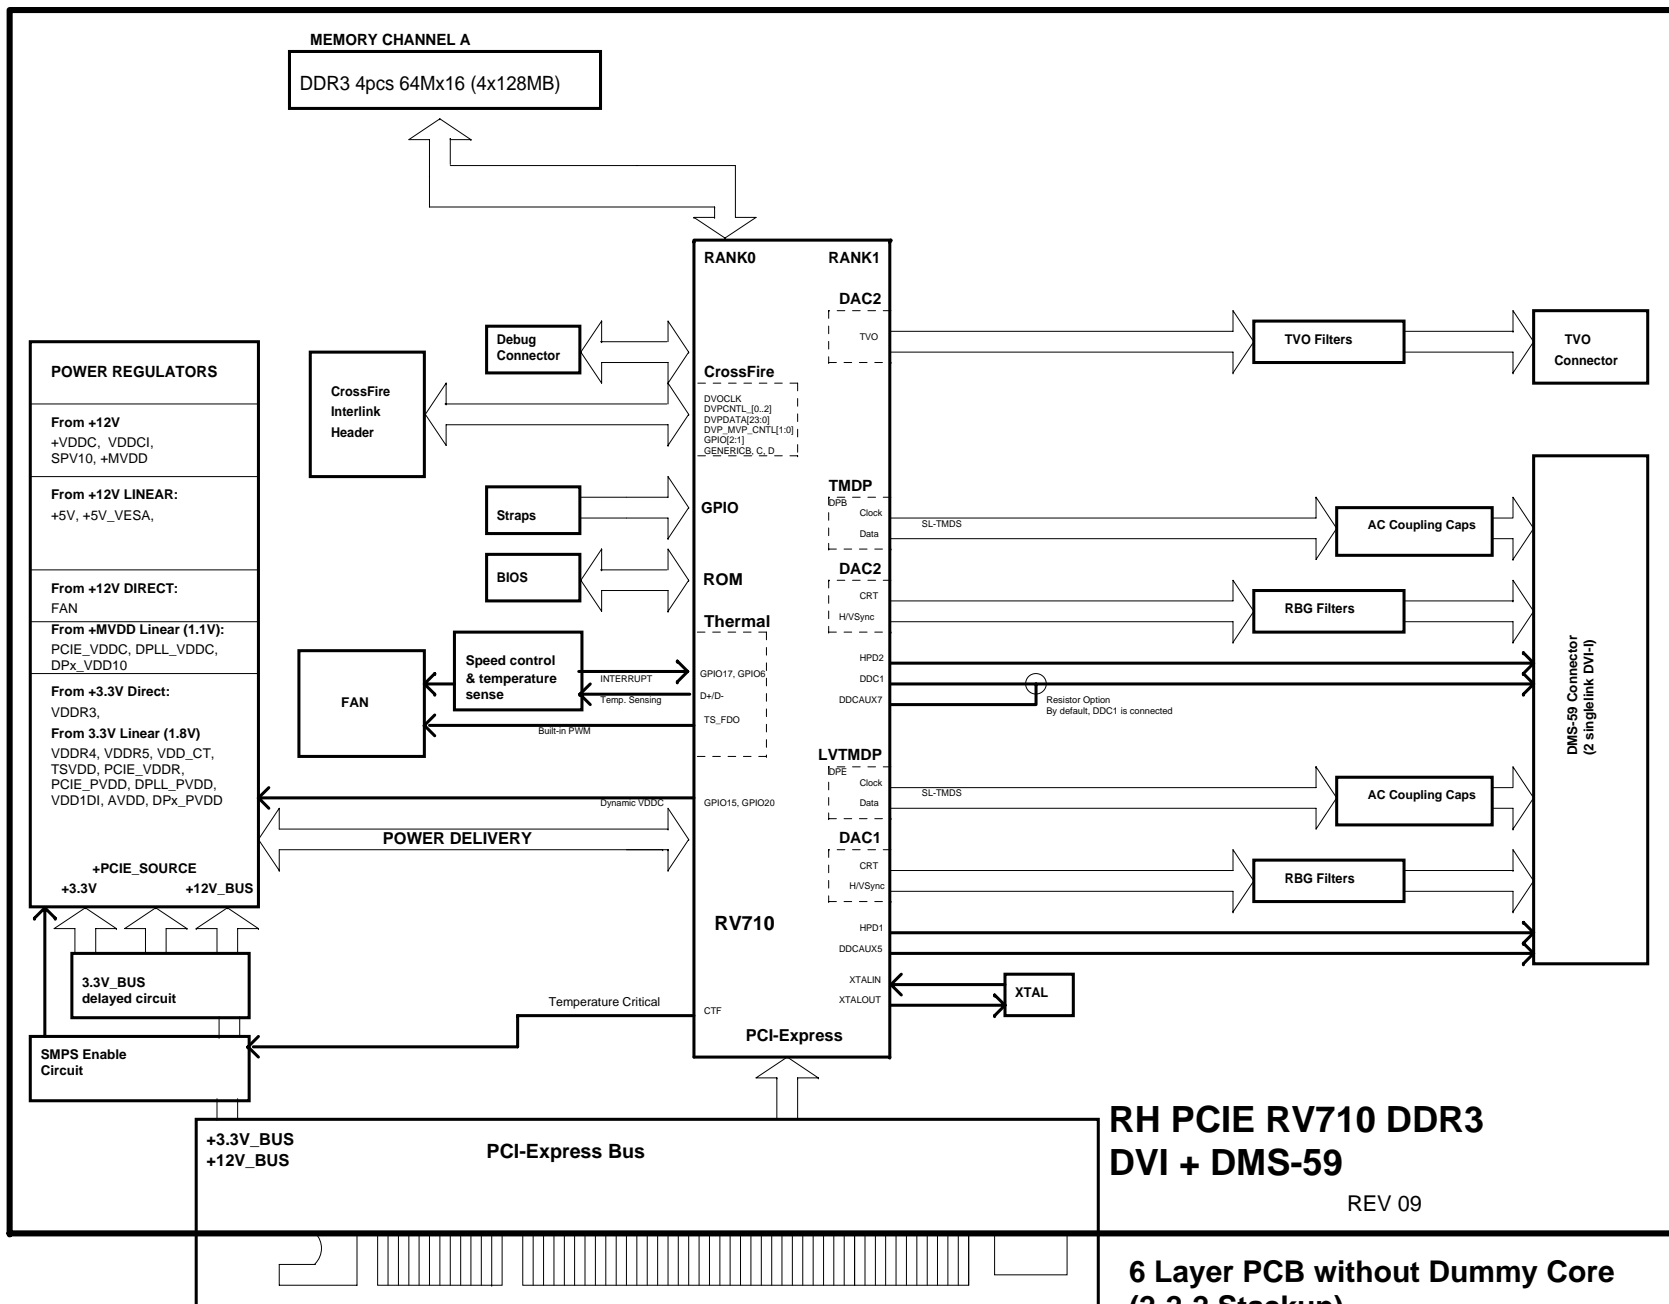 MEMORY CHANNEL A
DDR3 4pcs 64Mx16 (4x128MB)
RANK0
RANK1
DAC2
TVO
TVO Filters
TVO
Connector
Debug
Connector
CrossFire
Interlink
Header
CrossFire
DVOCLK
DVPCNTL_[0..2]
DVPDATA[23:0]
DVP_MVP_CNTL[1:0]
GPIO[2:1]
GENERICB, C, D
POWER REGULATORS
From +12V
+VDDC, VDDCI,
SPV10, +MVDD
From +12V LINEAR:
+5V, +5V_VESA,
From +12V DIRECT:
FAN
From +MVDD Linear (1.1V):
PCIE_VDDC, DPLL_VDDC,
DPx_VDD10
From +3.3V Direct:
VDDR3,
From 3.3V Linear (1.8V)
VDDR4, VDDR5, VDD_CT,
TSVDD, PCIE_VDDR,
PCIE_PVDD, DPLL_PVDD,
VDD1DI, AVDD, DPx_PVDD
+PCIE_SOURCE
+3.3V
+12V_BUS
Straps
GPIO
BIOS
ROM
Thermal
Speed control
& temperature
sense
FAN
INTERRUPT
Temp. Sensing
Built-in PWM
GPIO17, GPIO6
D+/D-
TS_FDO
Dynamic VDDC
GPIO15, GPIO20
POWER DELIVERY
TMDP
DPB
Clock
Data
SL-TMDS
AC Coupling Caps
DAC2
CRT
H/VSync
RBG Filters
HPD2
DDC1
DDCAUX7
Resistor Option
By default, DDC1 is connected
DMS-59 Connector
(2 singlelink DVI-I)
LVTMDP
DPE
Clock
Data
SL-TMDS
AC Coupling Caps
DAC1
CRT
H/VSync
RBG Filters
RV710
HPD1
DDCAUX5
XTALIN
XTALOUT
XTAL
3.3V_BUS
delayed circuit
Temperature Critical
CTF
SMPS Enable
Circuit
PCI-Express
+3.3V_BUS
+12V_BUS
PCI-Express Bus
RH PCIE RV710 DDR3
DVI + DMS-59
REV 09
6 Layer PCB without Dummy Core
(2-2-2 Stackup)